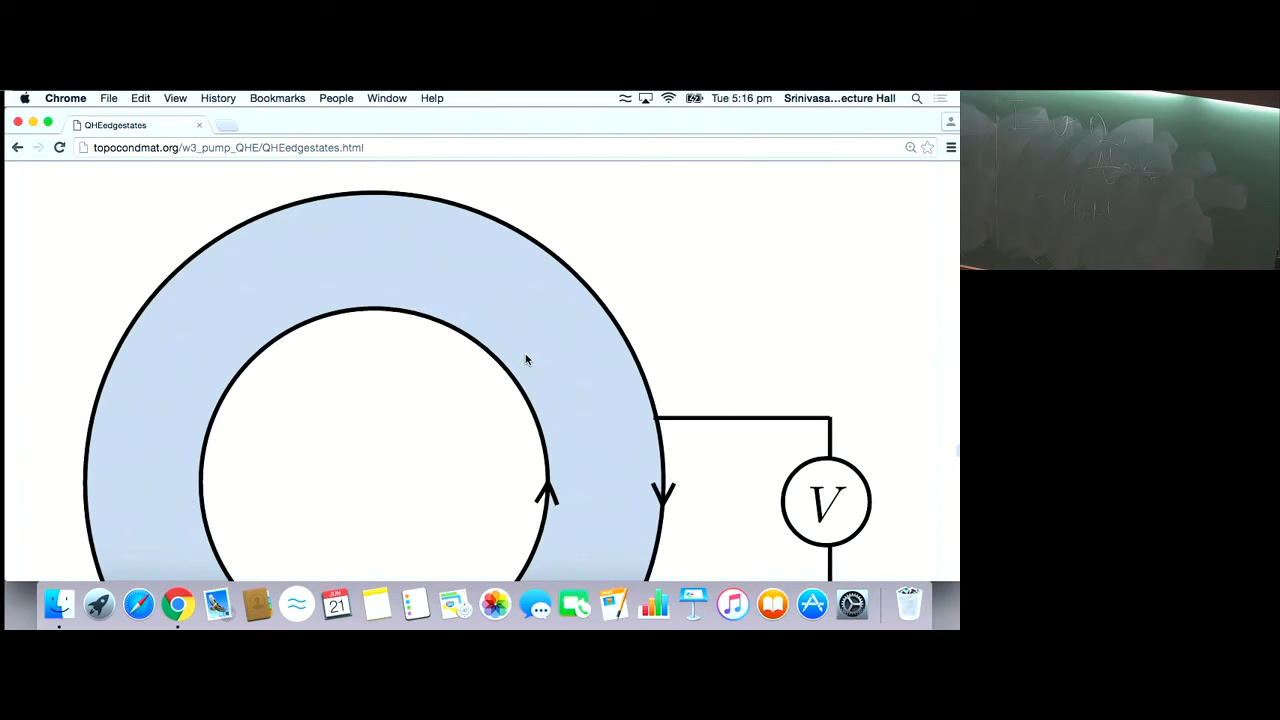 Chrome File Edit View History Bookmarks People Window Help Tue 5:16 pm Srinivasa...ecture Hall
QHEedgestates
topocondmat.org/w3_pump_QHE/QHEedgestates.html
V
JUN
21